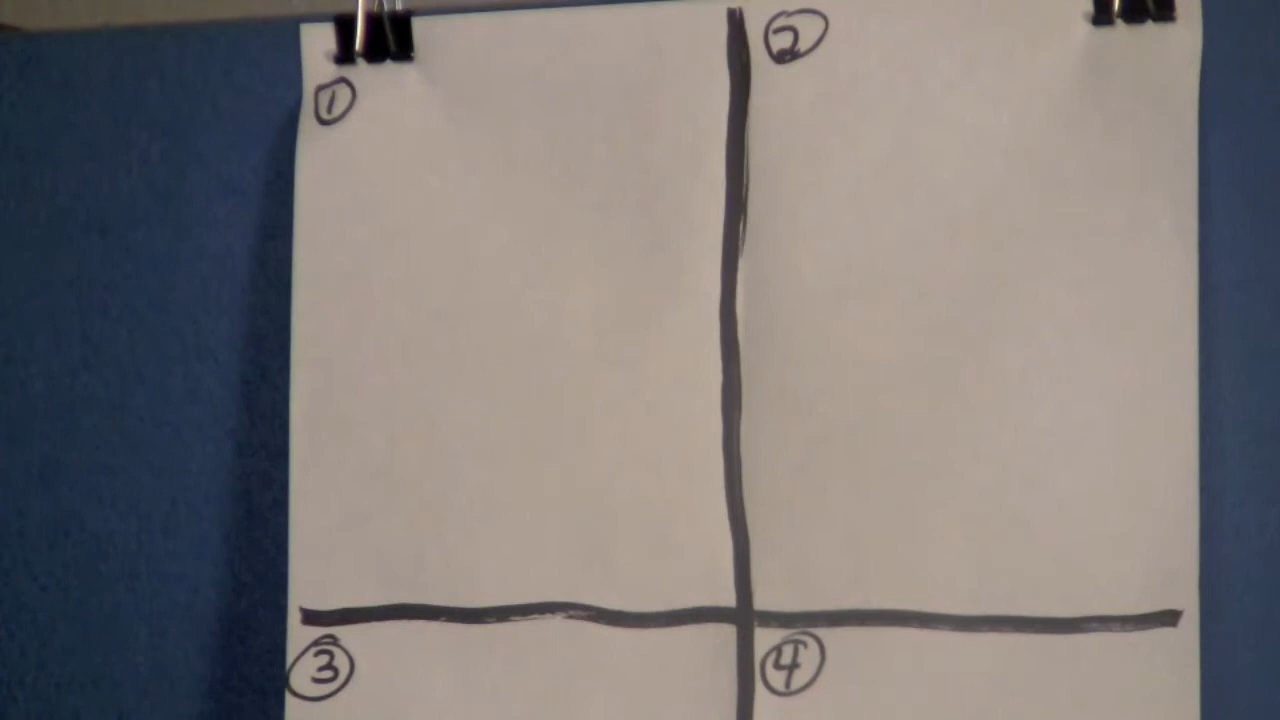 ①
②
③
④